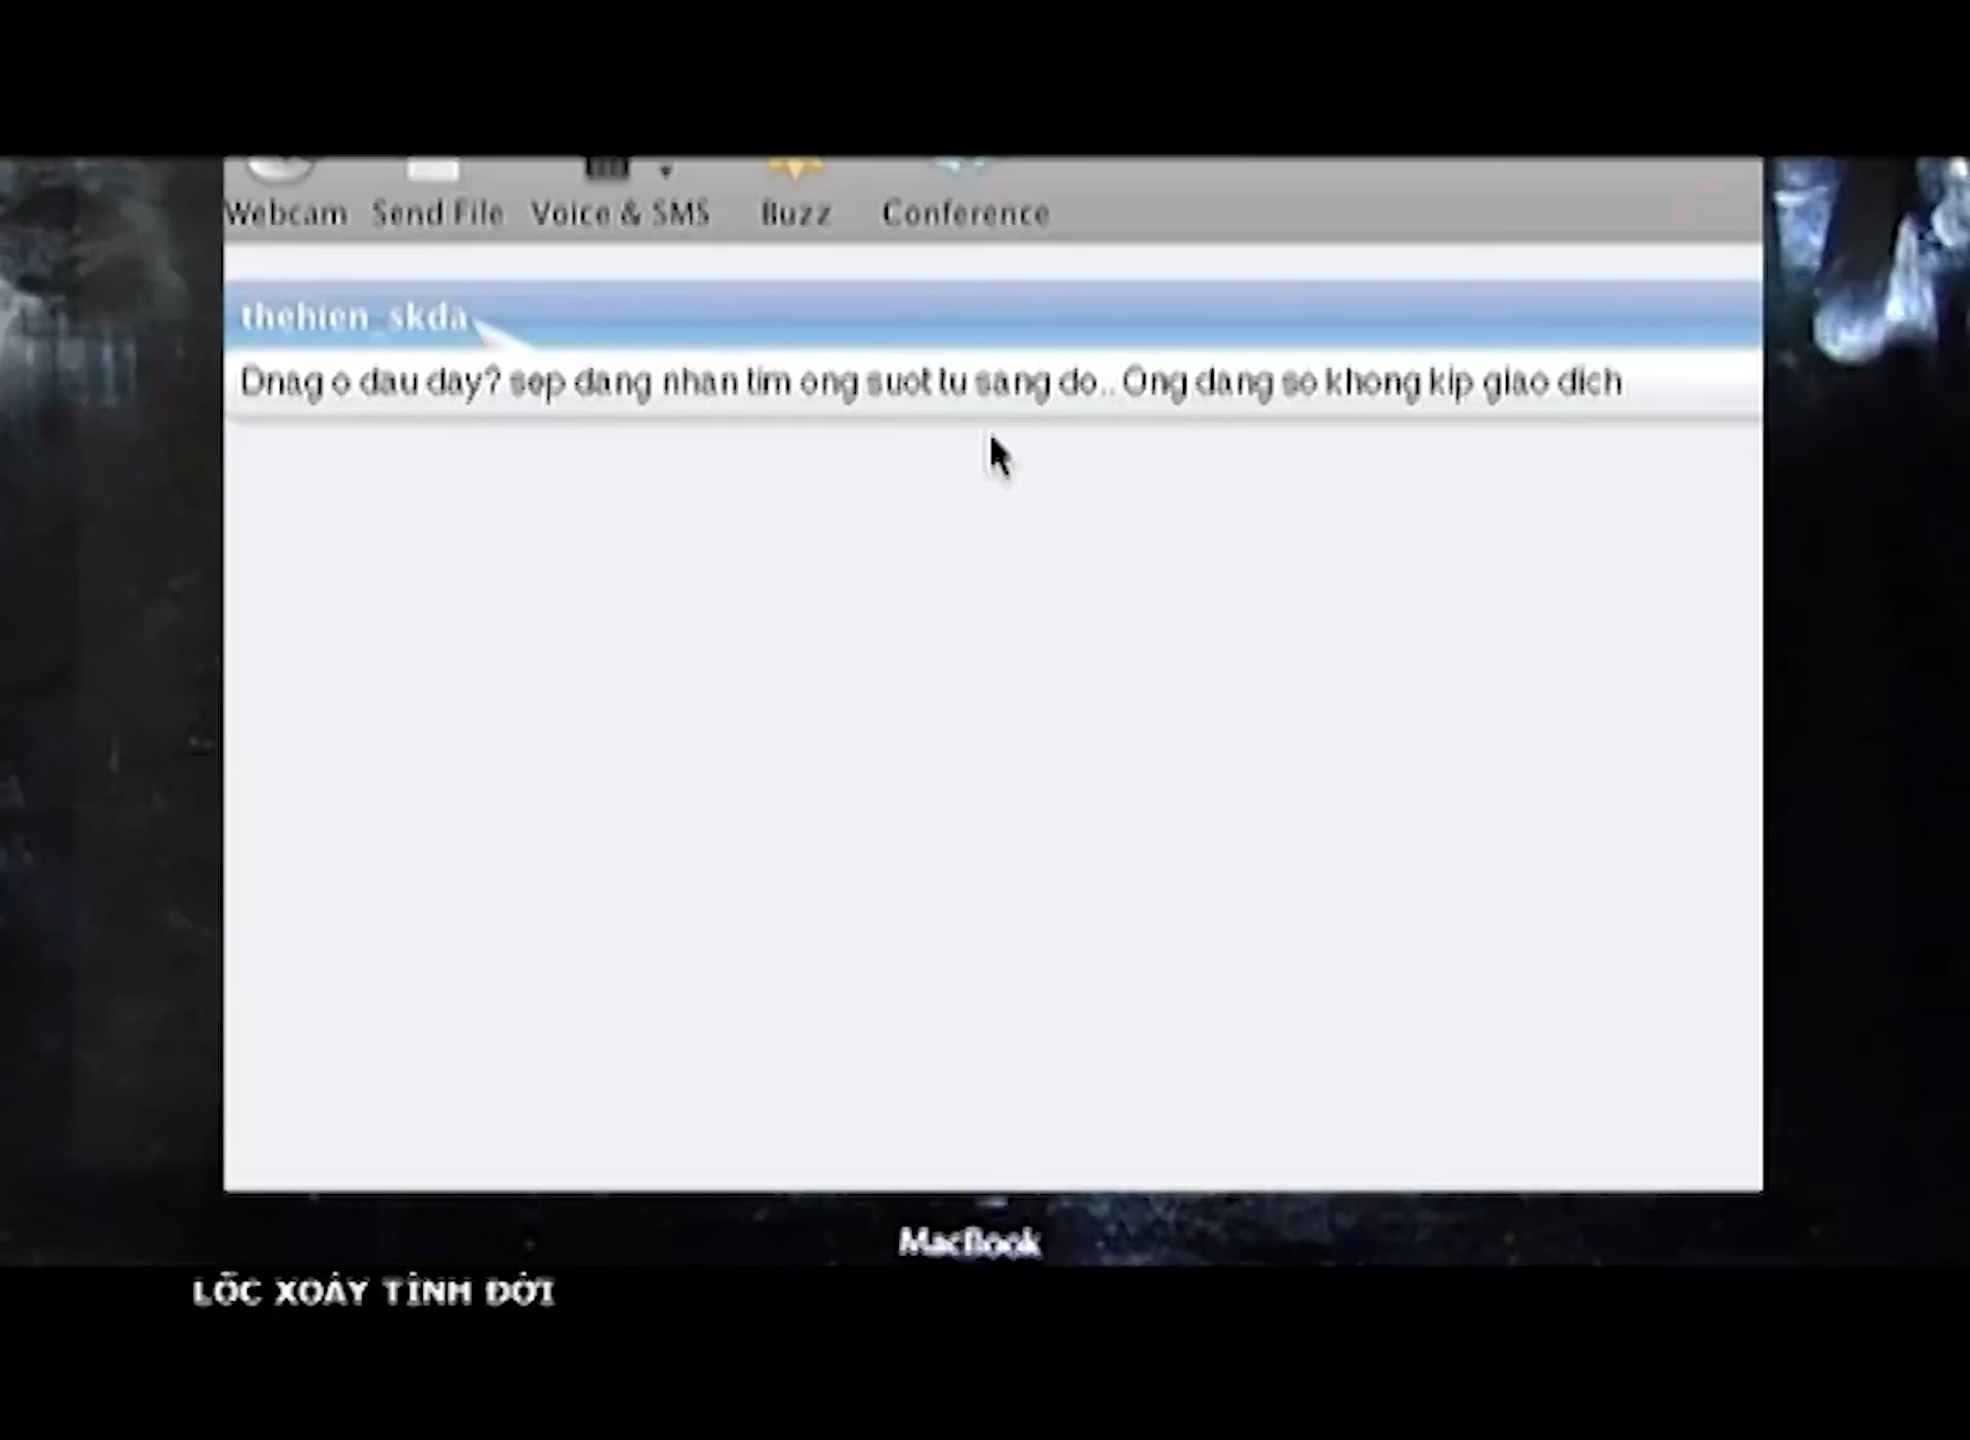 Webcam Send File Voice & SMS Buzz Conference
thehien_skda
Dnag o dau day? sep dang nhan tim ong suot tu sang do.. Ong dang so khong kip giao dich
MacBook
LỐC XOÁY TÌNH ĐỜI